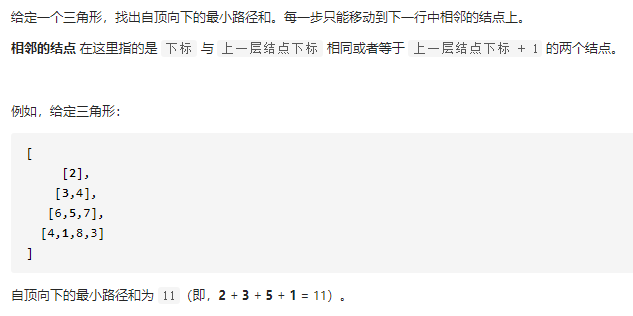 给定一个三角形，找出自顶向下的最小路径和。每一步只能移动到下一行中相邻的结点上。
相邻的结点 在这里指的是 下标 与 上一层结点下标 相同或者等于 上一层结点下标 + 1 的两个结点。
例如，给定三角形：
[
[2],
[3,4],
[6,5,7],
[4,1,8,3]
]
自顶向下的最小路径和为 11（即，2 + 3 + 5 + 1 = 11）。